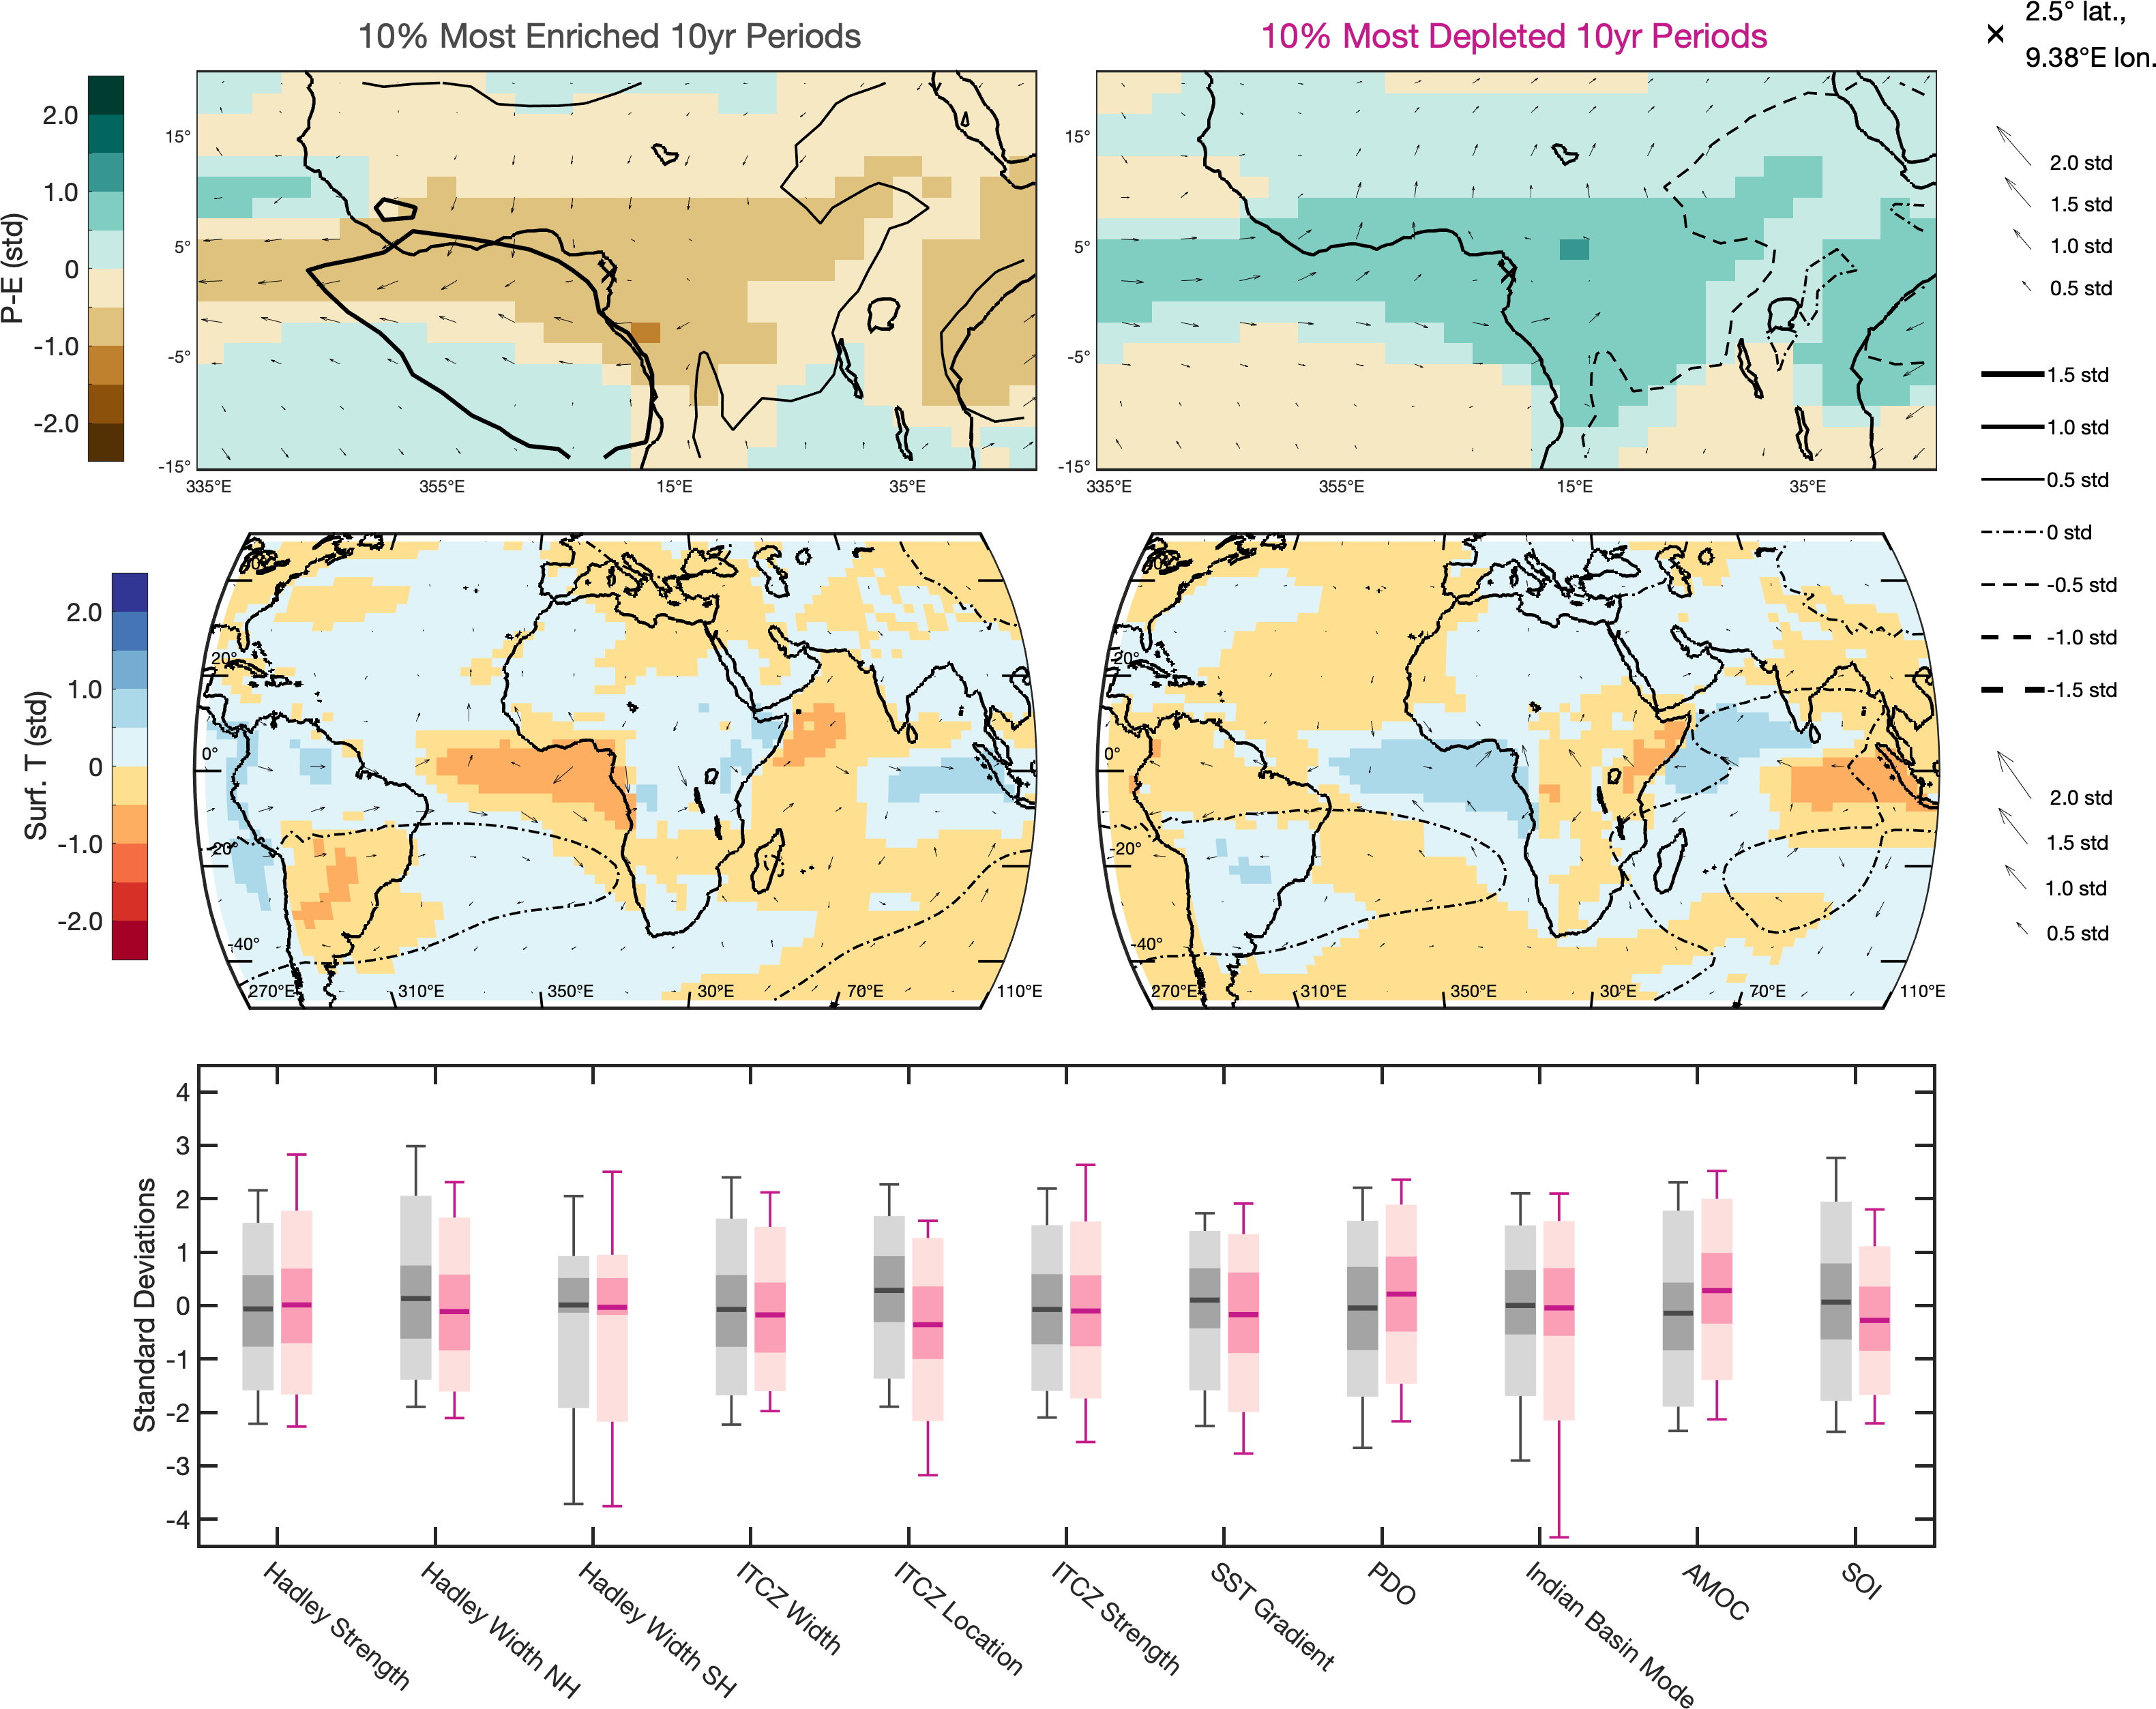 10% Most Enriched 10yr Periods
10% Most Depleted 10yr Periods
2.5° lat.,
9.38°E lon.
P-E (std)
2.0
1.0
0
-1.0
-2.0
15°
5°
-5°
-15°
335°E
355°E
15°E
35°E
15°
5°
-5°
-15°
335°E
355°E
15°E
35°E
2.0 std
1.5 std
1.0 std
0.5 std
1.5 std
1.0 std
0.5 std
0 std
-0.5 std
-1.0 std
-1.5 std
2.0 std
1.5 std
1.0 std
0.5 std
Surf. T (std)
2.0
1.0
0
-1.0
-2.0
20°
0°
-20°
-40°
270°E
310°E
350°E
30°E
70°E
110°E
20°
0°
-20°
-40°
270°E
310°E
350°E
30°E
70°E
110°E
Standard Deviations
4
3
2
1
0
-1
-2
-3
-4
Hadley Strength
Hadley Width NH
Hadley Width SH
ITCZ Width
ITCZ Location
ITCZ Strength
SST Gradient
PDO
Indian Basin Mode
AMOC
SOI